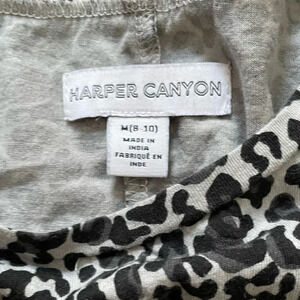 HARPER CANYON
M(8-10)
MADE IN
INDIA
FABRIQUÉ EN
INDE